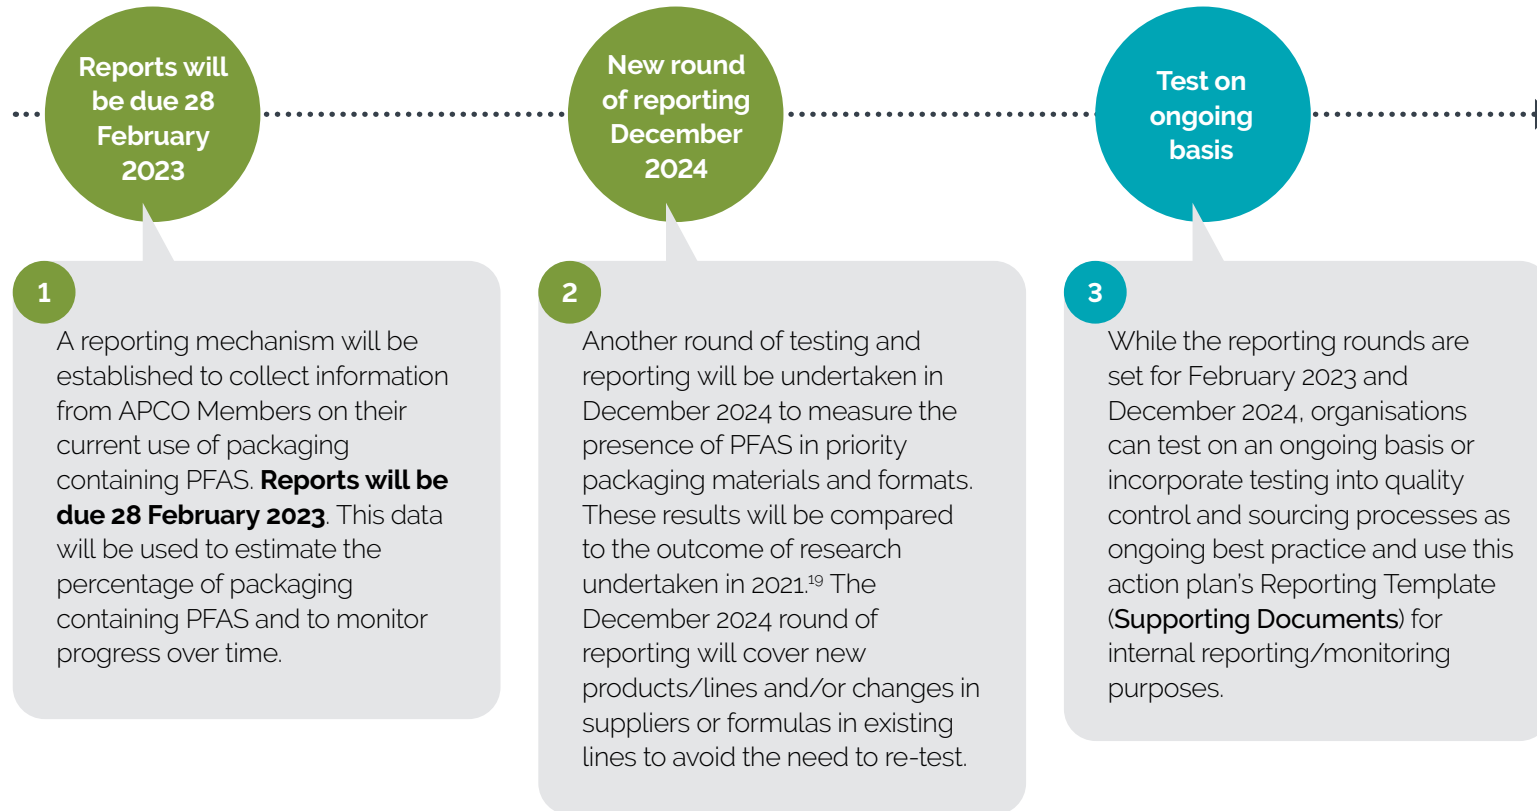 Reports will
be due 28
February
2023
New round
of reporting
December
2024
Test on
ongoing
basis
1
A reporting mechanism will be
established to collect information
from APCO Members on their
current use of packaging
containing PFAS. Reports will be
due 28 February 2023. This data
will be used to estimate the
percentage of packaging
containing PFAS and to monitor
progress over time.
2
Another round of testing and
reporting will be undertaken in
December 2024 to measure the
presence of PFAS in priority
packaging materials and formats.
These results will be compared
to the outcome of research
undertaken in 2021.19 The
December 2024 round of
reporting will cover new
products/lines and/or changes in
suppliers or formulas in existing
lines to avoid the need to re-test.
3
While the reporting rounds are
set for February 2023 and
December 2024, organisations
can test on an ongoing basis or
incorporate testing into quality
control and sourcing processes as
ongoing best practice and use this
action plan's Reporting Template
(Supporting Documents) for
internal reporting/monitoring
purposes.